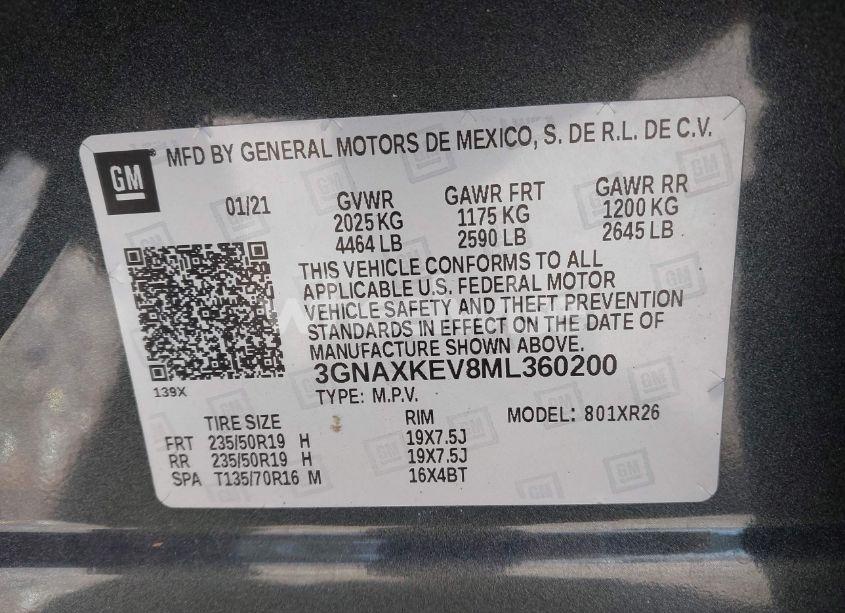 GM
MFD BY GENERAL MOTORS DE MEXICO, S. DE R.L. DE C.V.
01/21 GVWR GAWR FRT GAWR RR
2025 KG 1175 KG 1200 KG
4464 LB 2590 LB 2645 LB
THIS VEHICLE CONFORMS TO ALL
APPLICABLE U.S. FEDERAL MOTOR
VEHICLE SAFETY AND THEFT PREVENTION
STANDARDS IN EFFECT ON THE DATE OF
MANUFACTURE SHOWN ABOVE.
139X
3GNAXKEV8ML360200
TYPE: M.P.V.
TIRE SIZE RIM MODEL: 801XR26
FRT 235/50R19 H 19X7.5J
RR 235/50R19 H 19X7.5J
SPA T135/70R16 M 16X4BT